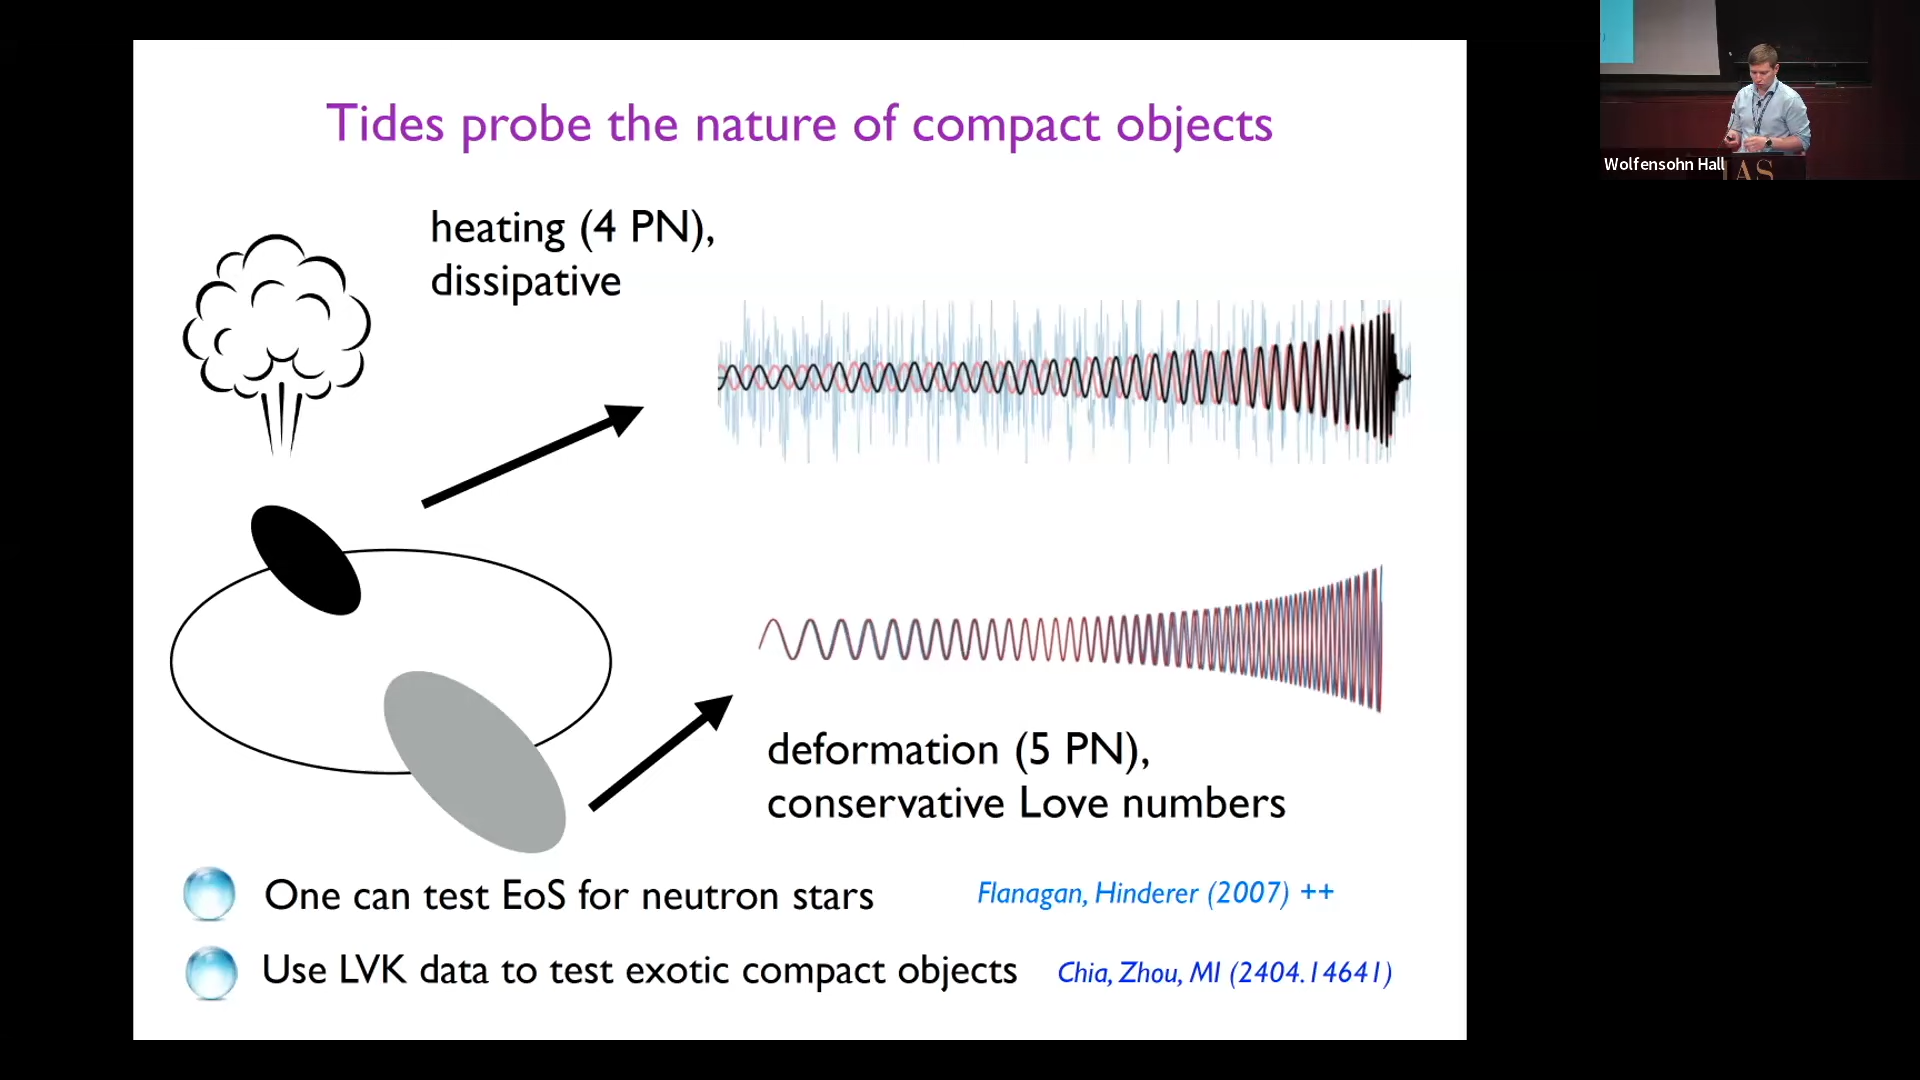 Tides probe the nature of compact objects
heating (4 PN),
dissipative
deformation (5 PN),
conservative Love numbers
One can test EoS for neutron stars
Flanagan, Hinderer (2007) ++
Use LVK data to test exotic compact objects
Chia, Zhou, MI (2404.14641)
Wolfensohn Hall
AS